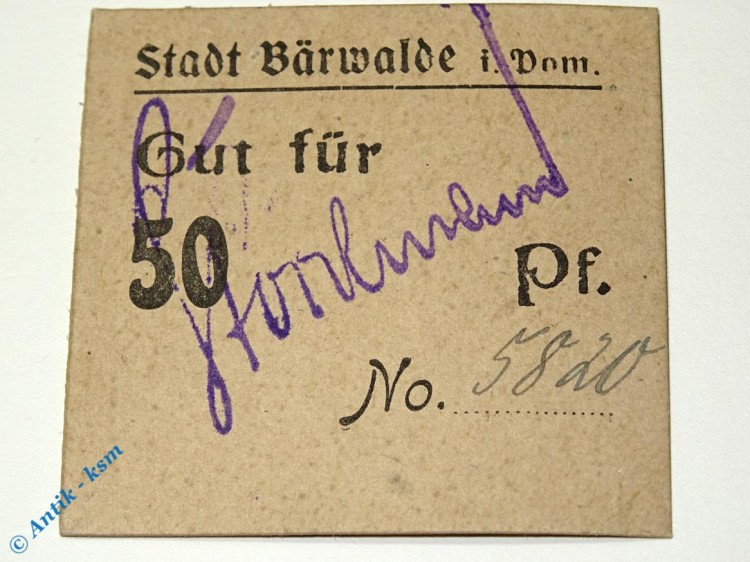 Stadt Bärwalde i. Pom.
Gut für
50 Pf.
No. 5820
© Antik - ksm